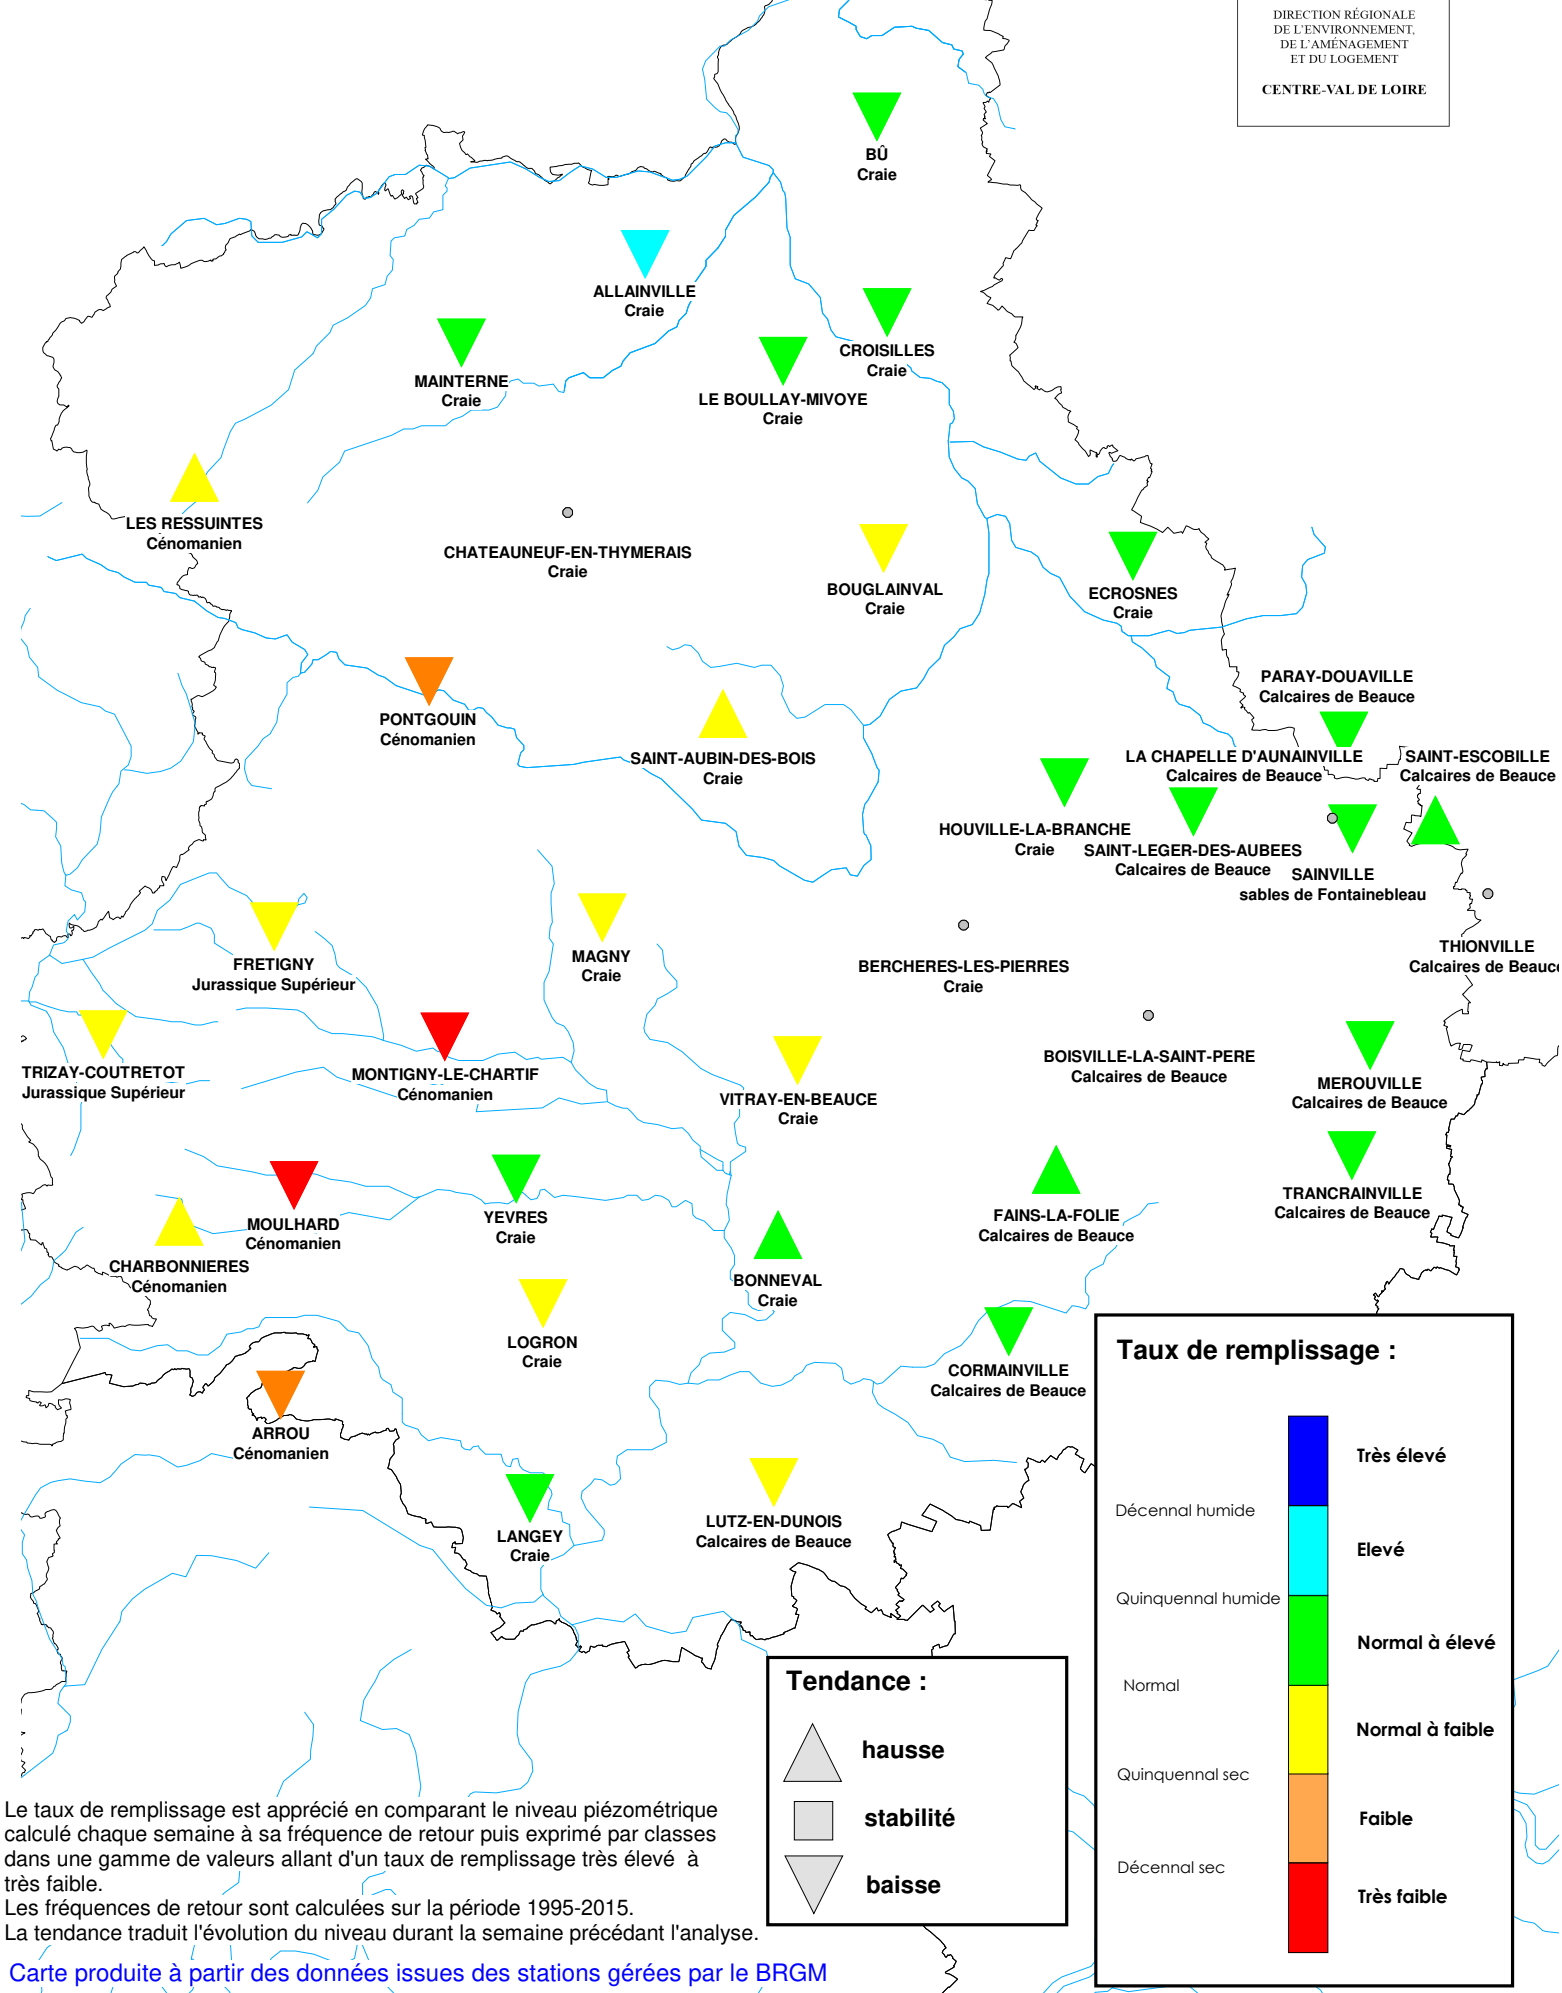 DIRECTION RÉGIONALE
DE L'ENVIRONNEMENT,
DE L'AMÉNAGEMENT
ET DU LOGEMENT
CENTRE-VAL DE LOIRE
BÛ
Craie
ALLAINVILLE
Craie
CROISILLES
Craie
MAINTERNE
Craie
LE BOULLAY-MIVOYE
Craie
LES RESSUINTES
Cénomanien
CHATEAUNEUF-EN-THYMERAIS
Craie
BOUGLAINVAL
Craie
ECROSNES
Craie
PARAY-DOUAVILLE
Calcaires de Beauce
PONTGOUIN
Cénomanien
SAINT-AUBIN-DES-BOIS
Craie
LA CHAPELLE D'AUNAINVILLE
Calcaires de Beauce
SAINT-ESCOBILLE
Calcaires de Beauce
HOUVILLE-LA-BRANCHE
Craie
SAINT-LEGER-DES-AUBEES
Calcaires de Beauce
SAINVILLE
sables de Fontainebleau
FRETIGNY
Jurassique Supérieur
MAGNY
Craie
BERCHERES-LES-PIERRES
Craie
THIONVILLE
Calcaires de Beauce
TRIZAY-COUTRETOT
Jurassique Supérieur
MONTIGNY-LE-CHARTIF
Cénomanien
VITRAY-EN-BEAUCE
Craie
BOISVILLE-LA-SAINT-PERE
Calcaires de Beauce
MEROUVILLE
Calcaires de Beauce
MOULHARD
Cénomanien
YEVRES
Craie
FAINS-LA-FOLIE
Calcaires de Beauce
TRANCRAINVILLE
Calcaires de Beauce
CHARBONNIERES
Cénomanien
BONNEVAL
Craie
LOGRON
Craie
CORMAINVILLE
Calcaires de Beauce
ARROU
Cénomanien
LANGEY
Craie
LUTZ-EN-DUNOIS
Calcaires de Beauce
Taux de remplissage :
Très élevé
Décennal humide
Elevé
Quinquennal humide
Normal à élevé
Normal
Normal à faible
Quinquennal sec
Faible
Décennal sec
Très faible
Tendance :
hausse
stabilité
baisse
Le taux de remplissage est apprécié en comparant le niveau piézométrique
calculé chaque semaine à sa fréquence de retour puis exprimé par classes
dans une gamme de valeurs allant d'un taux de remplissage très élevé à
très faible.
Les fréquences de retour sont calculées sur la période 1995-2015.
La tendance traduit l'évolution du niveau durant la semaine précédant l'analyse.
Carte produite à partir des données issues des stations gérées par le BRGM